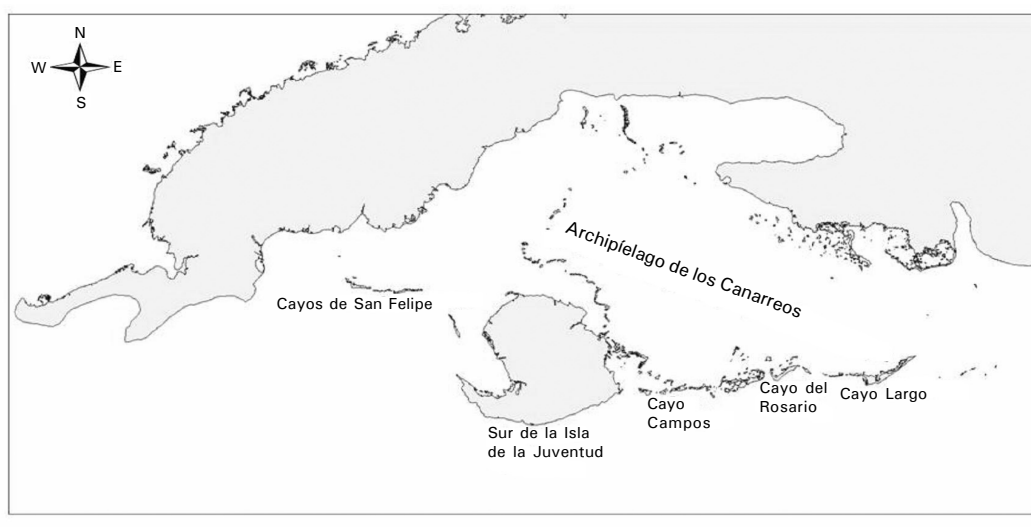 N
W E
S
Archipíelago de los Canarreos
Cayos de San Felipe
Cayo
Campos
Cayo del
Rosario
Cayo Largo
Sur de la Isla
de la Juventud